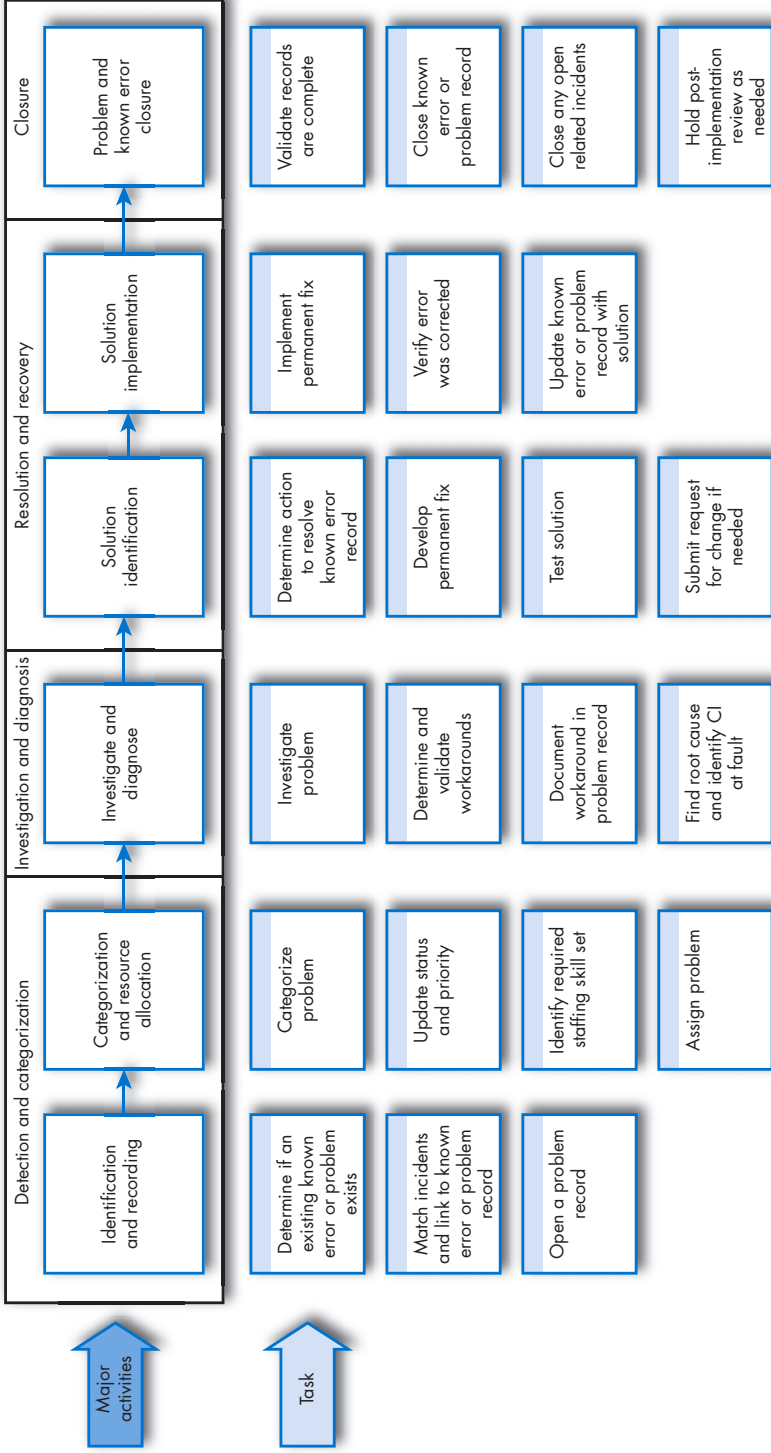 Major
activities
Detection and categorization
Identification
and recording
Categorization
and resource
allocation
Investigation and diagnosis
Investigate and
diagnose
Resolution and recovery
Solution
identification
Solution
implementation
Closure
Problem and
known error
closure
Task
Determine if an
existing known
error or problem
exists
Match incidents
and link to known
error or problem
record
Open a problem
record
Categorize
problem
Update status
and priority
Identify required
staffing skill set
Assign problem
Investigate
problem
Determine and
validate
workarounds
Document
workaround in
problem record
Find root cause
and identify CI
at fault
Determine action
to resolve
known error
record
Develop
permanent fix
Test solution
Submit request
for change if
needed
Implement
permanent fix
Verify error
was corrected
Update known
error or problem
record with
solution
Validate records
are complete
Close known
error or
problem record
Close any open
related incidents
Hold post-
implementation
review as
needed